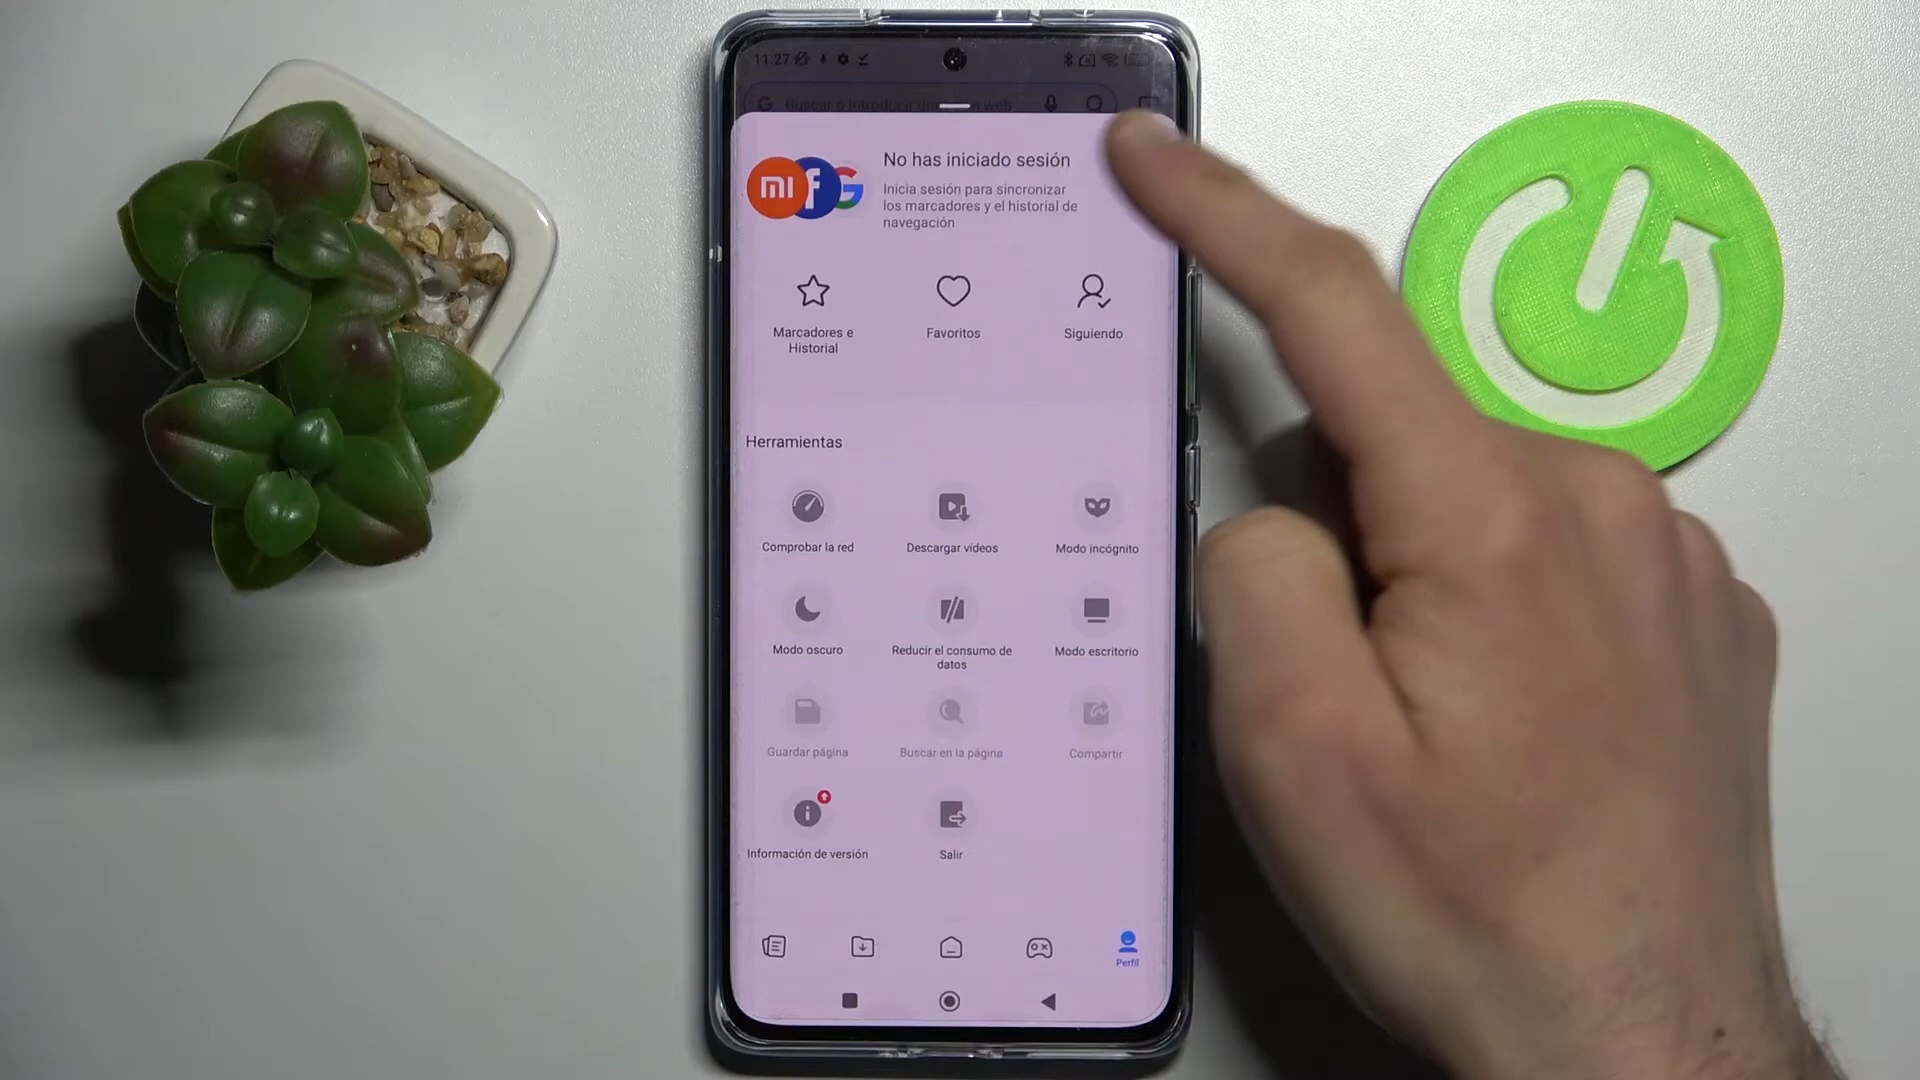 11:27
Buscar o introducir dirección web
mi f G
No has iniciado sesión
Inicia sesión para sincronizar
los marcadores y el historial de
navegación
Marcadores e
Historial
Favoritos
Siguiendo
Herramientas
Comprobar la red
Descargar vídeos
Modo incógnito
Modo oscuro
Reducir el consumo de
datos
Modo escritorio
Guardar página
Buscar en la página
Compartir
Información de versión
Salir
Perfil